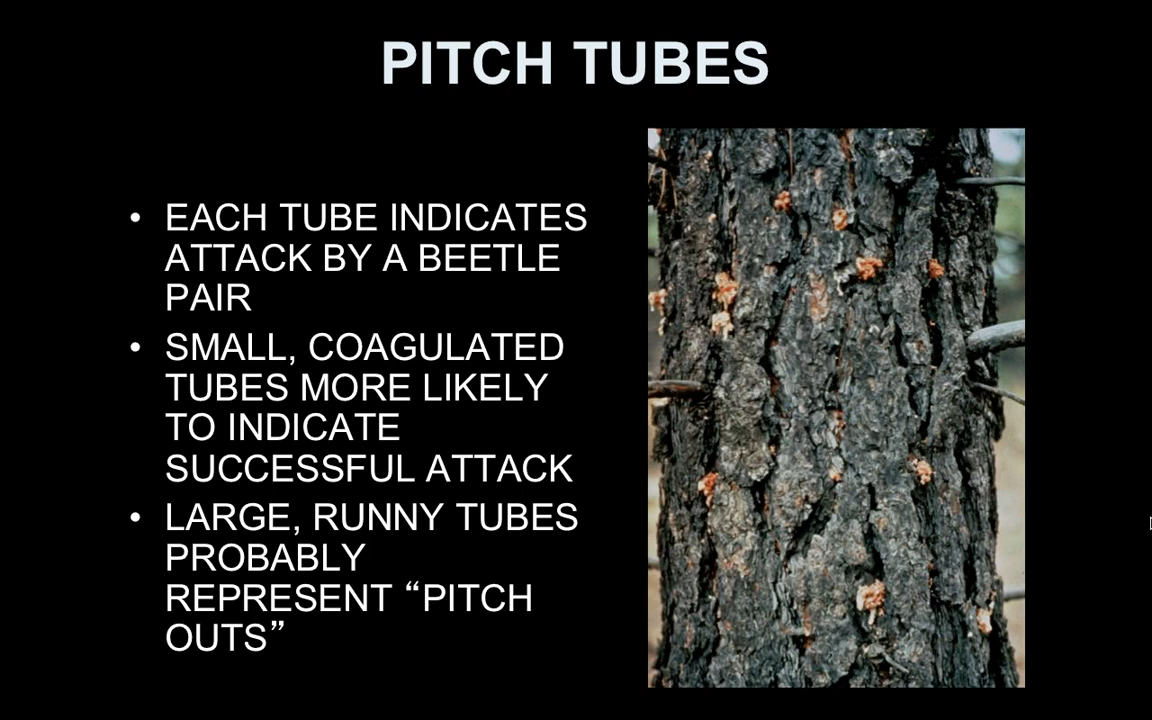 PITCH TUBES
• EACH TUBE INDICATES
ATTACK BY A BEETLE
PAIR
• SMALL, COAGULATED
TUBES MORE LIKELY
TO INDICATE
SUCCESSFUL ATTACK
• LARGE, RUNNY TUBES
PROBABLY
REPRESENT “PITCH
OUTS”